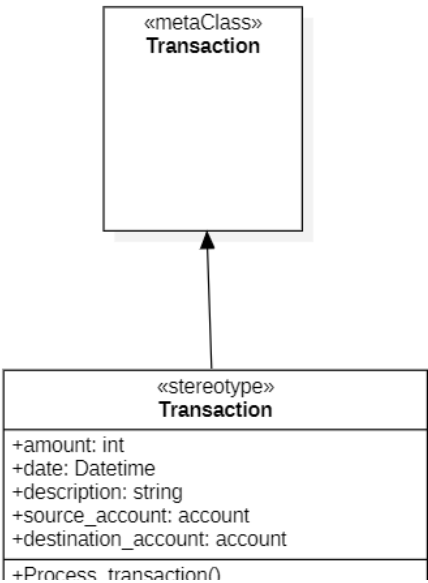 «metaClass»
Transaction
«stereotype»
Transaction
+amount: int
+date: Datetime
+description: string
+source_account: account
+destination_account: account
+Process_transaction()